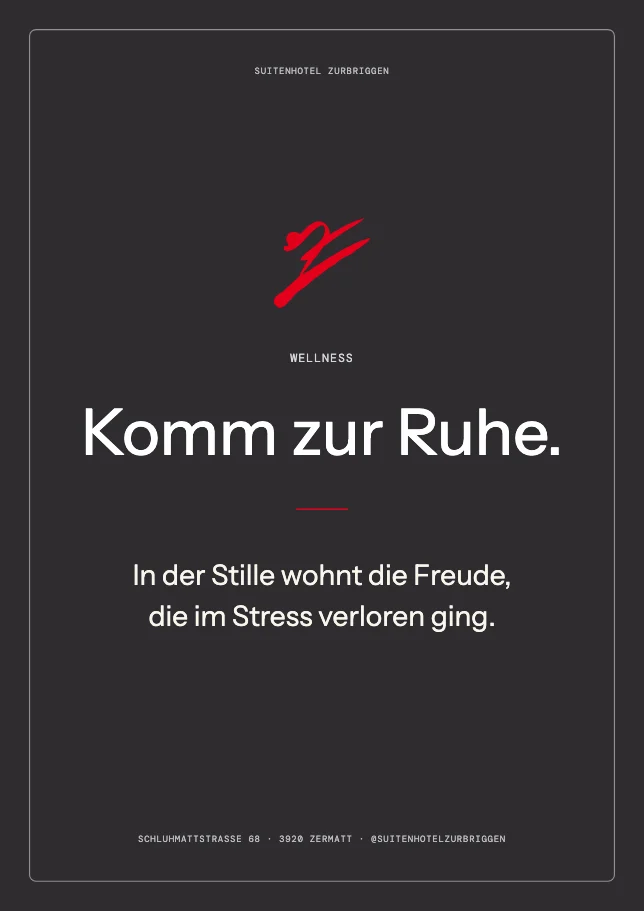 SUITENHOTEL ZURBRIGGEN
WELLNESS
Komm zur Ruhe.
In der Stille wohnt die Freude,
die im Stress verloren ging.
SCHLUHMATTSTRASSE 68 · 3920 ZERMATT · @SUITENHOTELZURBRIGGEN